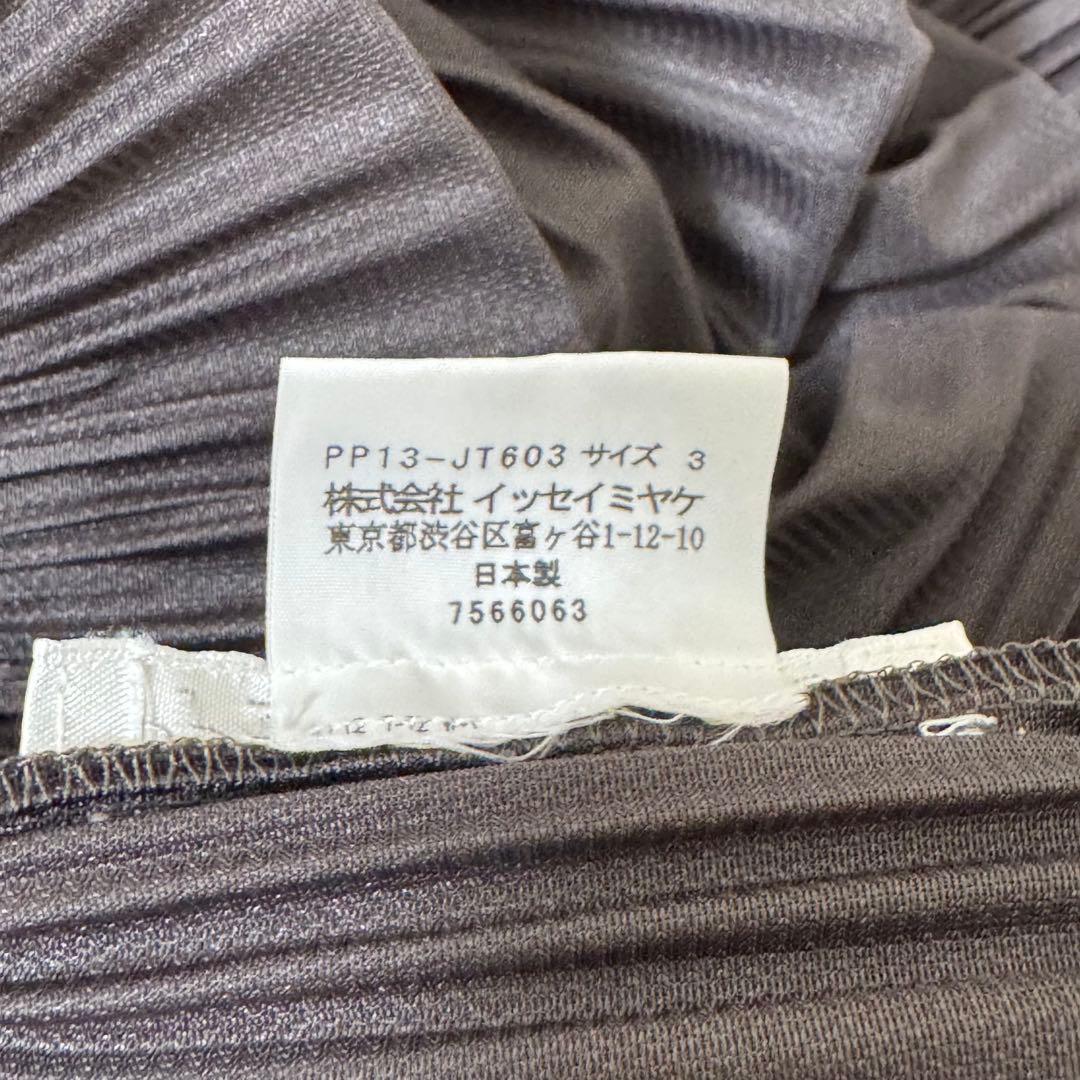 PP13-JT603 サイズ 3
株式会社 イッセイミヤケ
東京都渋谷区富ヶ谷1-12-10
日本製
7566063